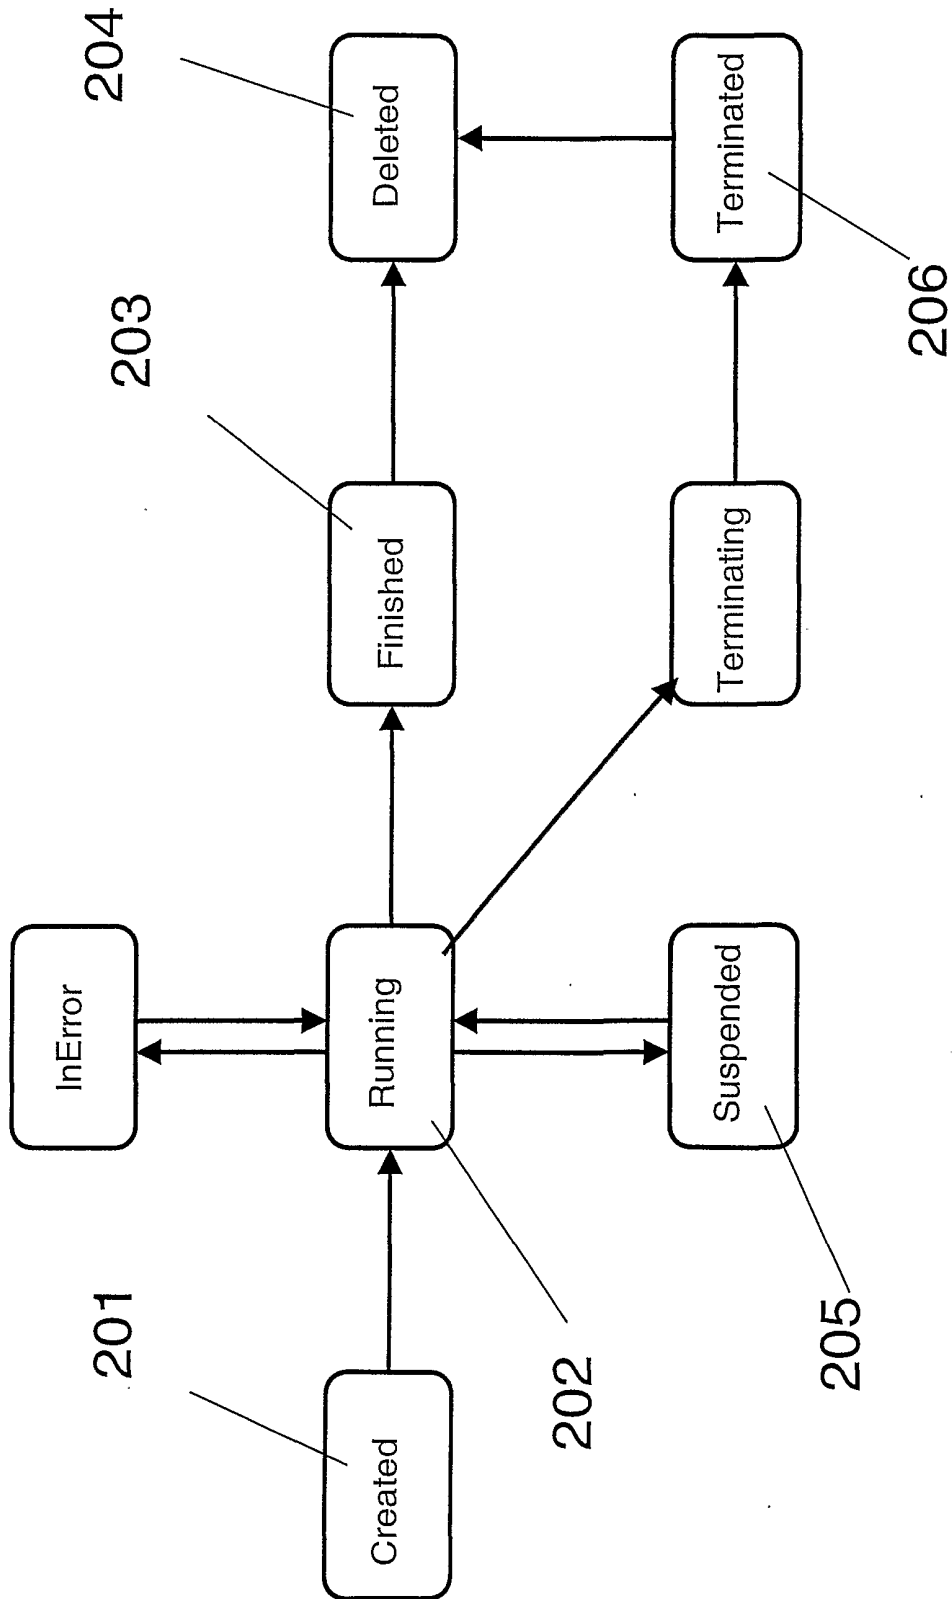 201
Created
202
Running
InError
205
Suspended
203
Finished
Terminating
204
Deleted
206
Terminated